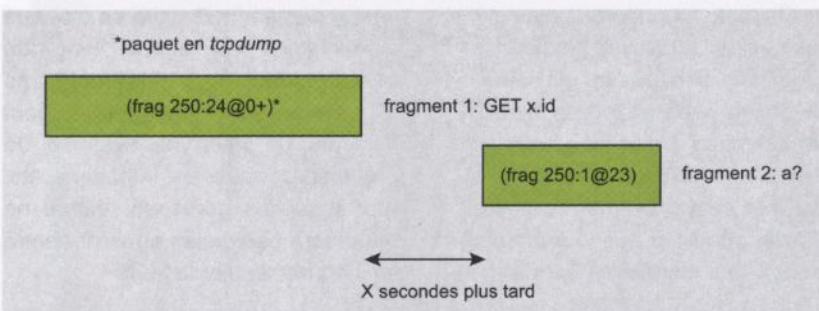 *paquet en tcpdump
(frag 250:24@0+)*
fragment 1: GET x.id
(frag 250:1@23)
fragment 2: a?
X secondes plus tard